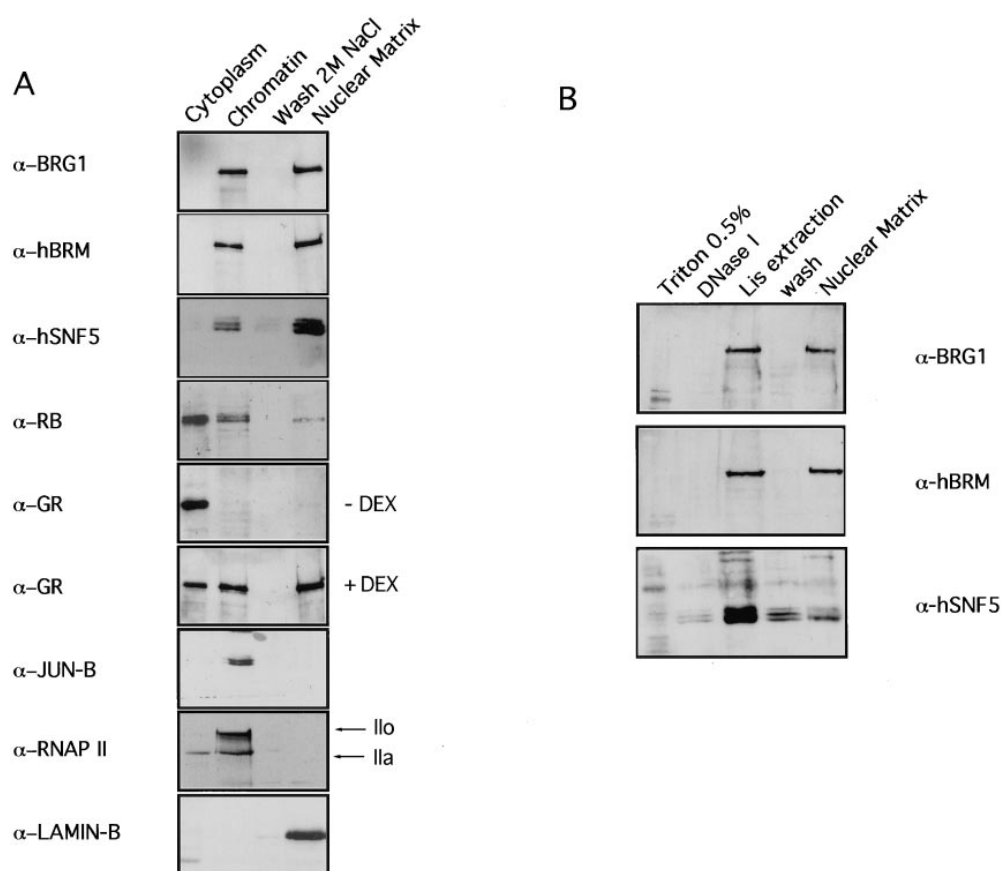 A
Cytoplasm
Chromatin
Wash 2M NaCl
Nuclear Matrix
α–BRG1
α–hBRM
α–hSNF5
α–RB
α–GR
- DEX
α–GR
+ DEX
α–JUN-B
α–RNAP II
IIo
IIa
α–LAMIN-B
B
Triton 0.5%
DNase I
Lis extraction
wash
Nuclear Matrix
α-BRG1
α-hBRM
α-hSNF5